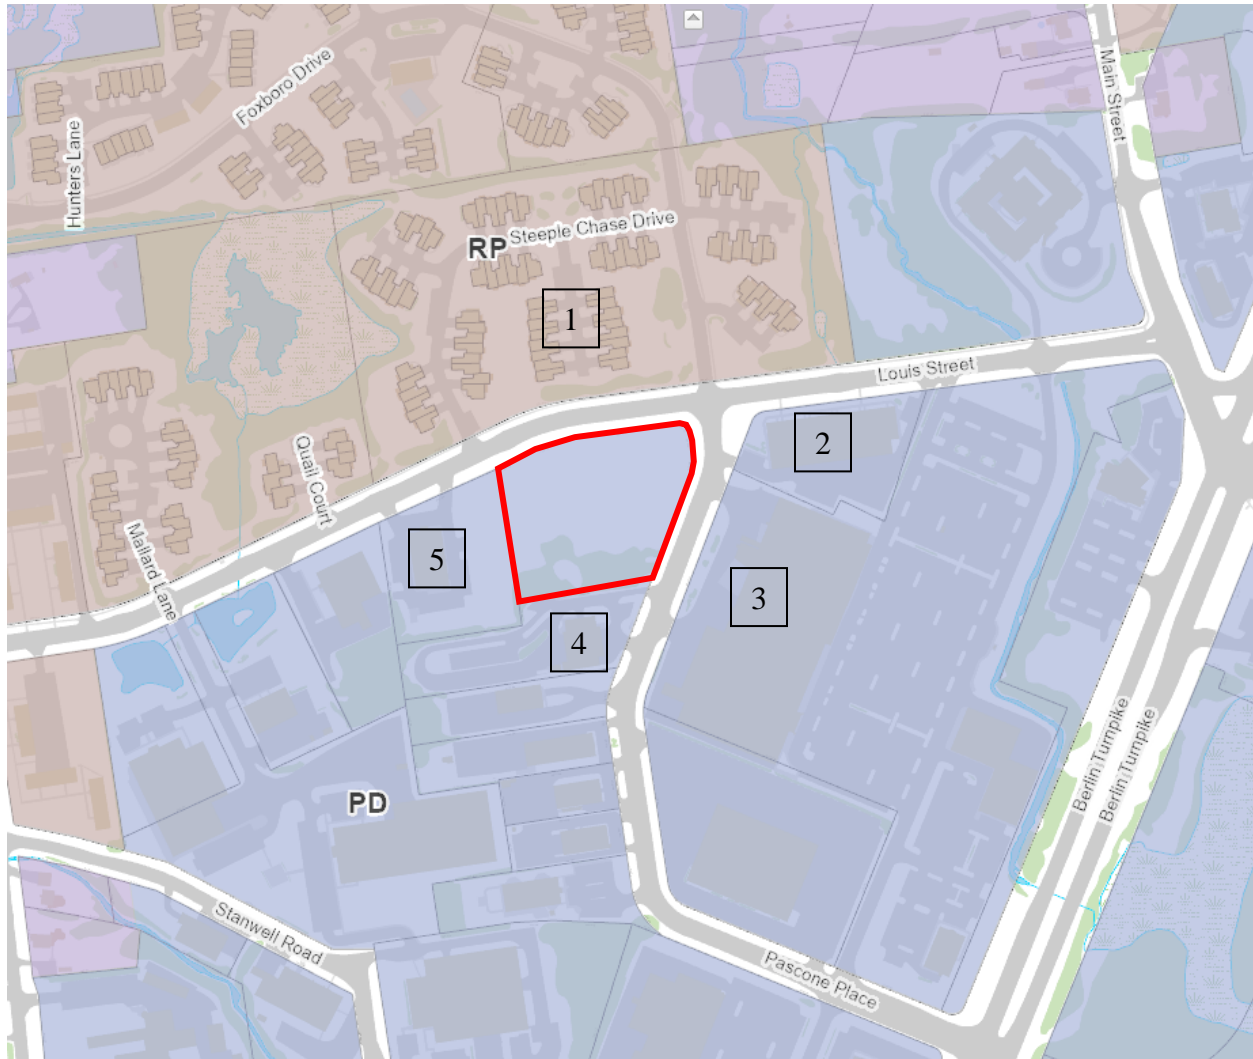 Main Street
Foxboro Drive
Hunters Lane
Steeple Chase Drive
RP
1
Louis Street
2
Quail Court
Mallard Lane
5
3
4
Berlin Turnpike
Berlin Turnpike
PD
Stanwell Road
Pascone Place